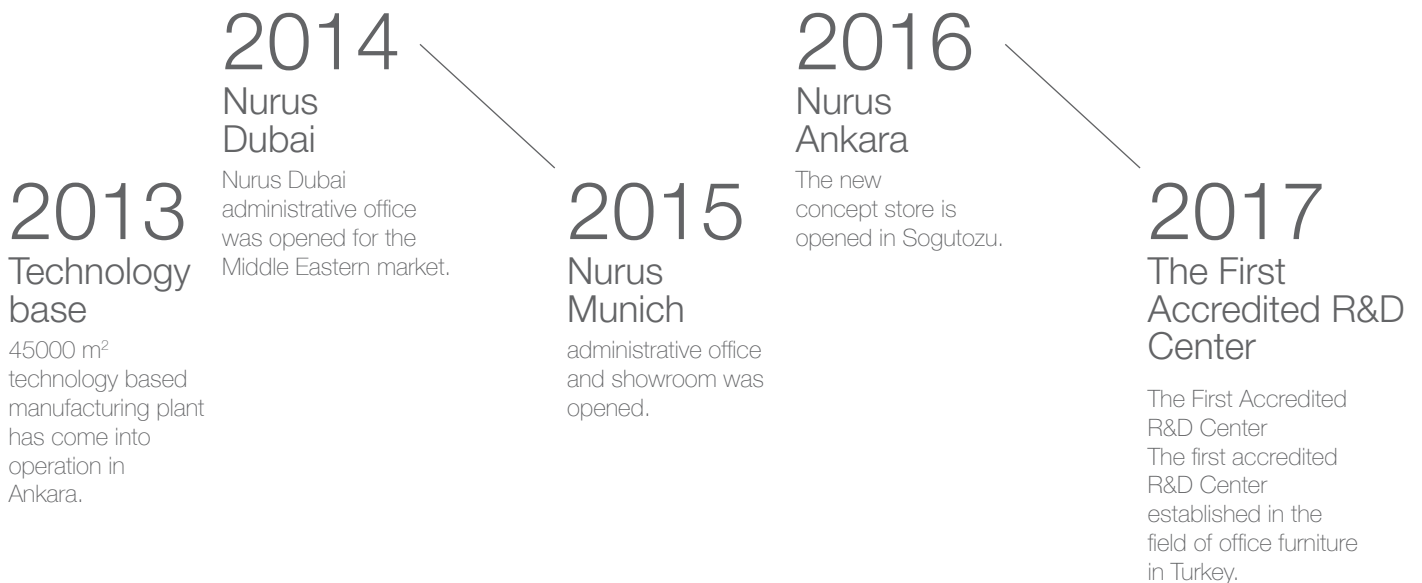 2013
Technology
base
45000 m²
technology based
manufacturing plant
has come into
operation in
Ankara.
2014
Nurus
Dubai
Nurus Dubai
administrative office
was opened for the
Middle Eastern market.
2015
Nurus
Munich
administrative office
and showroom was
opened.
2016
Nurus
Ankara
The new
concept store is
opened in Sogutozu.
2017
The First
Accredited R&D
Center
The First Accredited
R&D Center
The first accredited
R&D Center
established in the
field of office furniture
in Turkey.